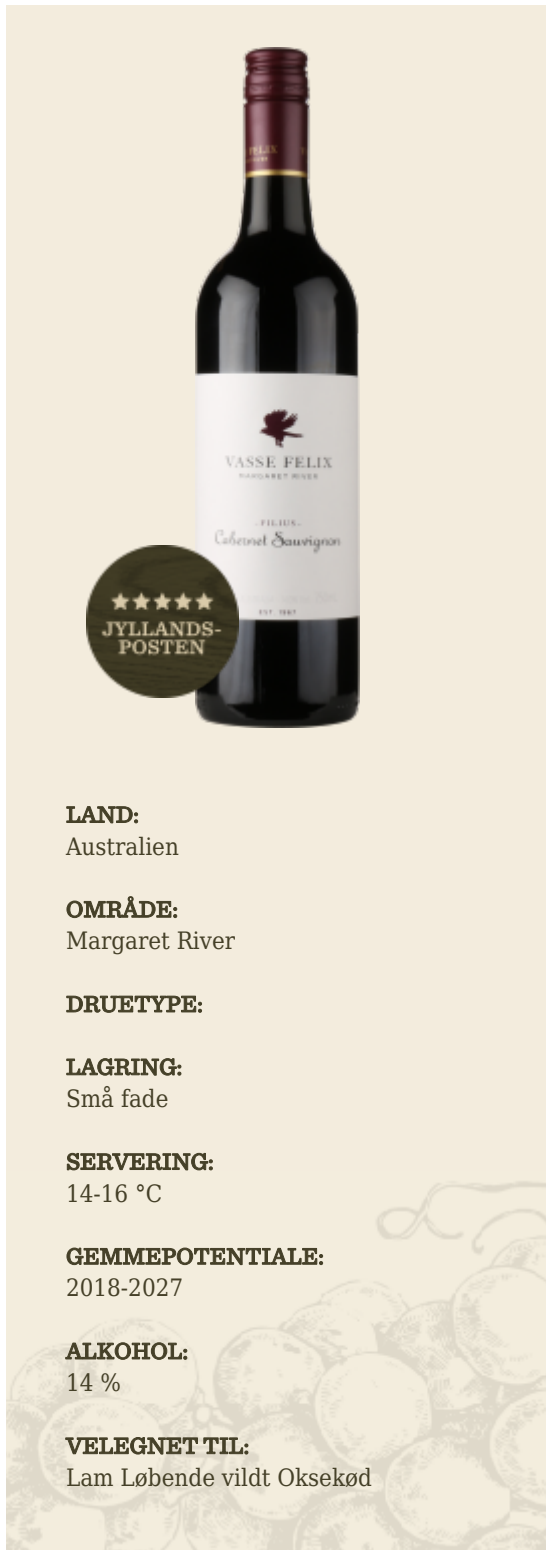 FELIX
VASSE FELIX
MARGARET RIVER
-FILIUS-
Cabernet Sauvignon
EST. 1967
JYLLANDS-
POSTEN
LAND:
Australien
OMRÅDE:
Margaret River
DRUETYPE:
LAGRING:
Små fade
SERVERING:
14-16 °C
GEMMEPOTENTIALE:
2018-2027
ALKOHOL:
14 %
VELEGNET TIL:
Lam Løbende vildt Oksekød